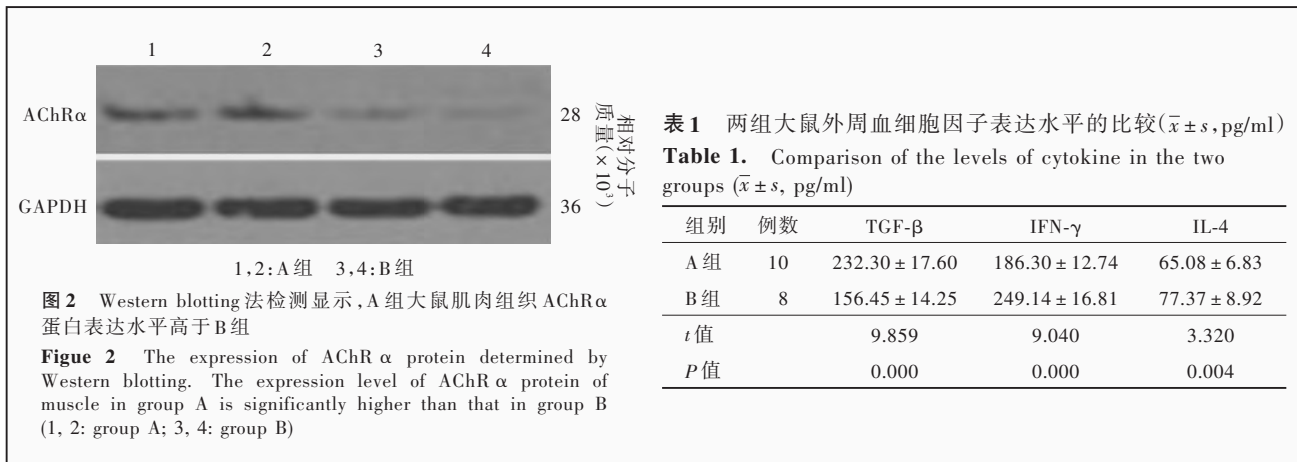 1 2 3 4
AChRα 28
GAPDH 36
相对分子
质量(×10³)
1,2:A组 3,4:B组
图2 Western blotting法检测显示,A组大鼠肌肉组织AChRα
蛋白表达水平高于B组
Figue 2 The expression of AChR α protein determined by
Western blotting. The expression level of AChR α protein of
muscle in group A is significantly higher than that in group B
(1, 2: group A; 3, 4: group B)
表1 两组大鼠外周血细胞因子表达水平的比较(x̄±s,pg/ml)
Table 1. Comparison of the levels of cytokine in the two
groups (x̄±s, pg/ml)
组别 例数 TGF-β IFN-γ IL-4
A组 10 232.30±17.60 186.30±12.74 65.08±6.83
B组 8 156.45±14.25 249.14±16.81 77.37±8.92
t值 9.859 9.040 3.320
P值 0.000 0.000 0.004